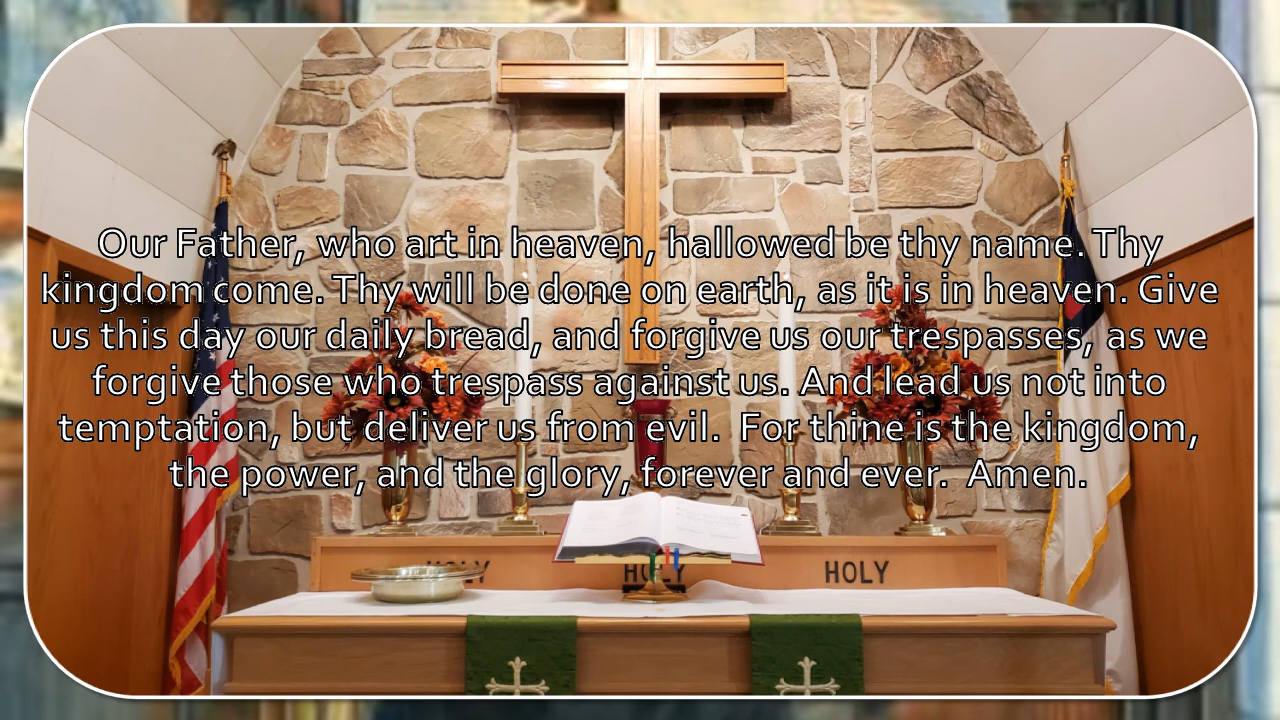 Our Father, who art in heaven, hallowed be thy name. Thy
kingdom come. Thy will be done on earth, as it is in heaven. Give
us this day our daily bread, and forgive us our trespasses, as we
forgive those who trespass against us. And lead us not into
temptation, but deliver us from evil.  For thine is the kingdom,
the power, and the glory, forever and ever.  Amen.
HOLY HOLY HOLY